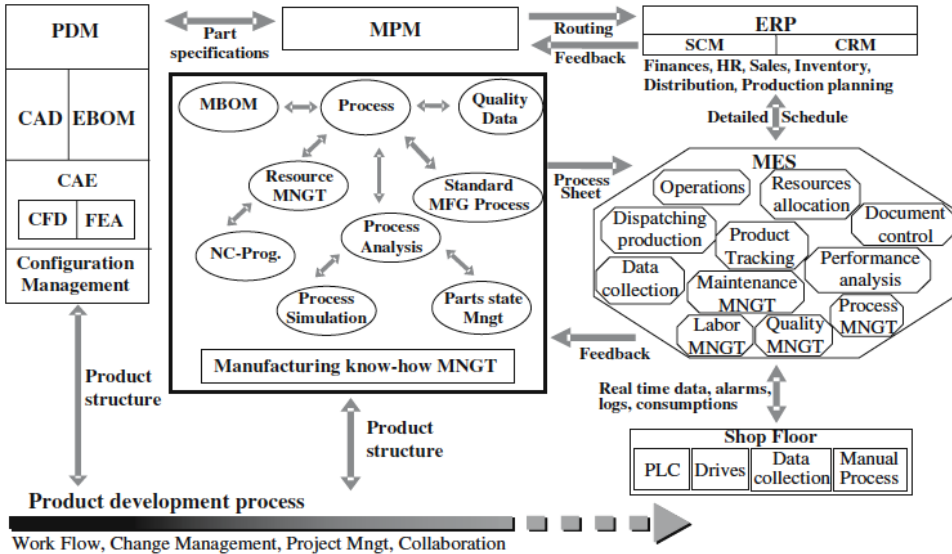 PDM
CAD
EBOM
CAE
CFD
FEA
Configuration
Management
Part
specifications
MPM
Routing
Feedback
ERP
SCM
CRM
Finances, HR, Sales, Inventory,
Distribution, Production planning
Detailed Schedule
MBOM
Process
Quality
Data
Resource
MNGT
Standard
MFG Process
NC-Prog.
Process
Analysis
Process
Simulation
Parts state
Mngt
Manufacturing know-how MNGT
Process
Sheet
Feedback
MES
Operations
Resources
allocation
Dispatching
production
Product
Tracking
Document
control
Data
collection
Maintenance
MNGT
Performance
analysis
Labor
MNGT
Quality
MNGT
Process
MNGT
Real time data, alarms,
logs, consumptions
Shop Floor
PLC
Drives
Data
collection
Manual
Process
Product
structure
Product
structure
Product development process
Work Flow, Change Management, Project Mngt, Collaboration